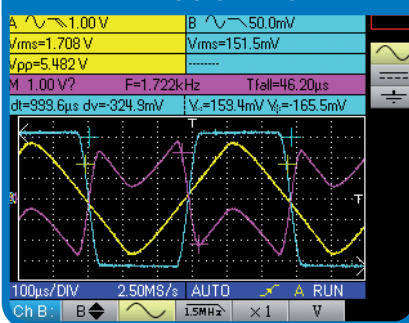 A 1.00 V B 50.0mV
Vrms=1.708 V Vrms=151.5mV
Vpp=5.482 V --------
M 1.00 V? F=1.722kHz Tfall=46.20µs
dt=999.6µs dv=-324.9mV =159.4mV =-165.5mV
T
T
100µs/DIV 2.50MS/s AUTO A RUN
Ch B: B 1.5MHz ×1 V